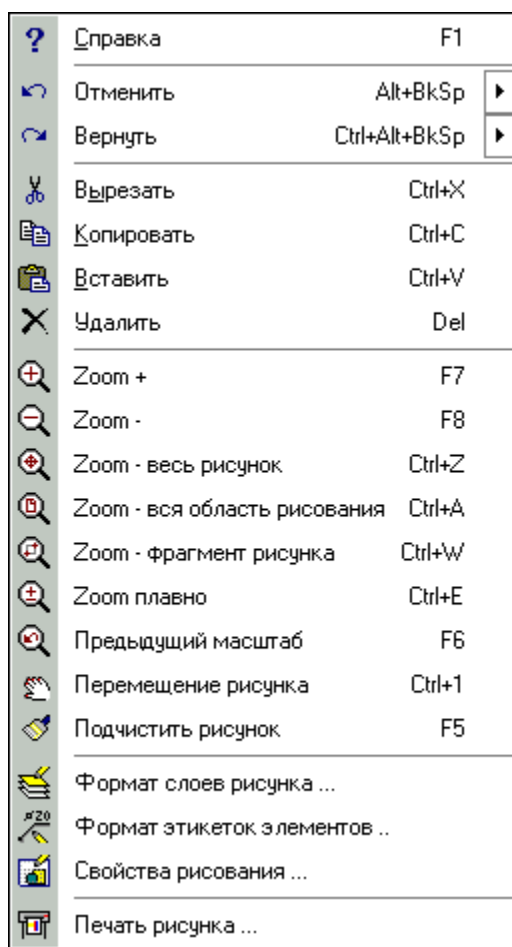 ? Справка F1
Отменить Alt+BkSp
Вернуть Ctrl+Alt+BkSp
Вырезать Ctrl+X
Копировать Ctrl+C
Вставить Ctrl+V
Удалить Del
Zoom + F7
Zoom - F8
Zoom - весь рисунок Ctrl+Z
Zoom - вся область рисования Ctrl+A
Zoom - фрагмент рисунка Ctrl+W
Zoom плавно Ctrl+E
Предыдущий масштаб F6
Перемещение рисунка Ctrl+1
Подчистить рисунок F5
Формат слоев рисунка ...
Формат этикеток элементов ..
Свойства рисования ...
Печать рисунка ...